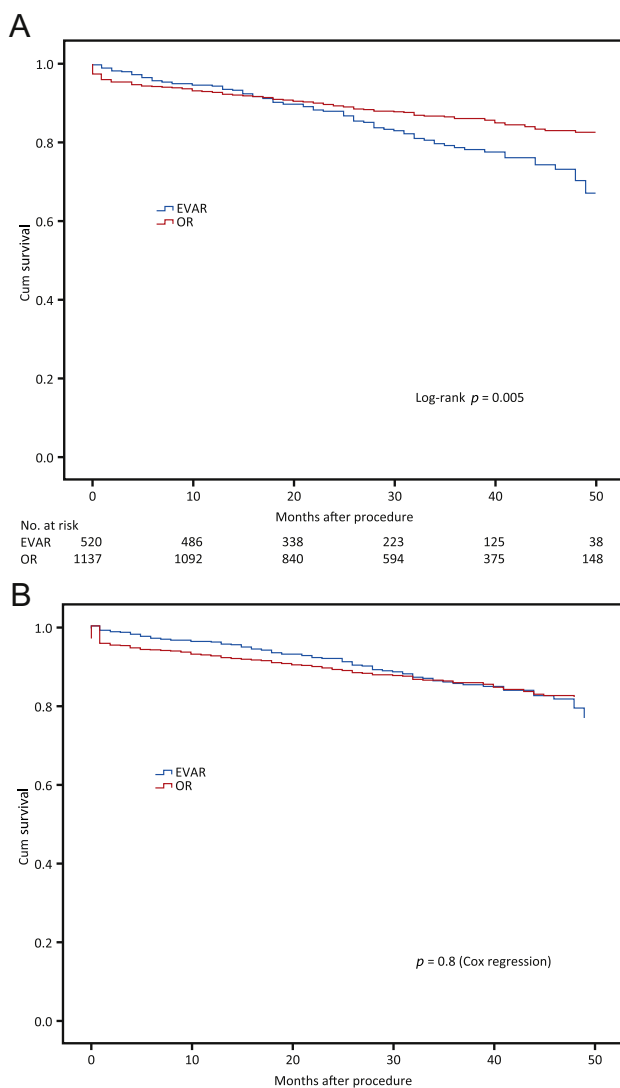 A
1.0
0.8
0.6
0.4
0.2
0.0
Cum survival
EVAR
OR
Log-rank p = 0.005
0 10 20 30 40 50
Months after procedure
No. at risk
EVAR 520 486 338 223 125 38
OR 1137 1092 840 594 375 148
B
1.0
0.8
0.6
0.4
0.2
0.0
Cum survival
EVAR
OR
p = 0.8 (Cox regression)
0 10 20 30 40 50
Months after procedure